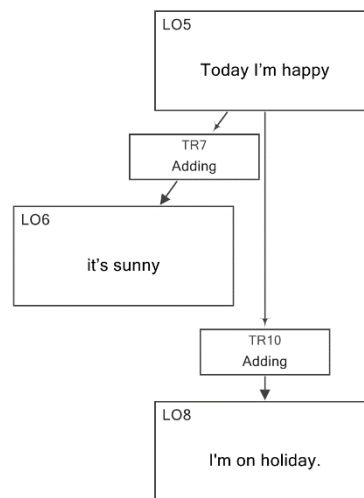 LO5
Today I'm happy
TR7
Adding
LO6
it's sunny
TR10
Adding
LO8
I'm on holiday.